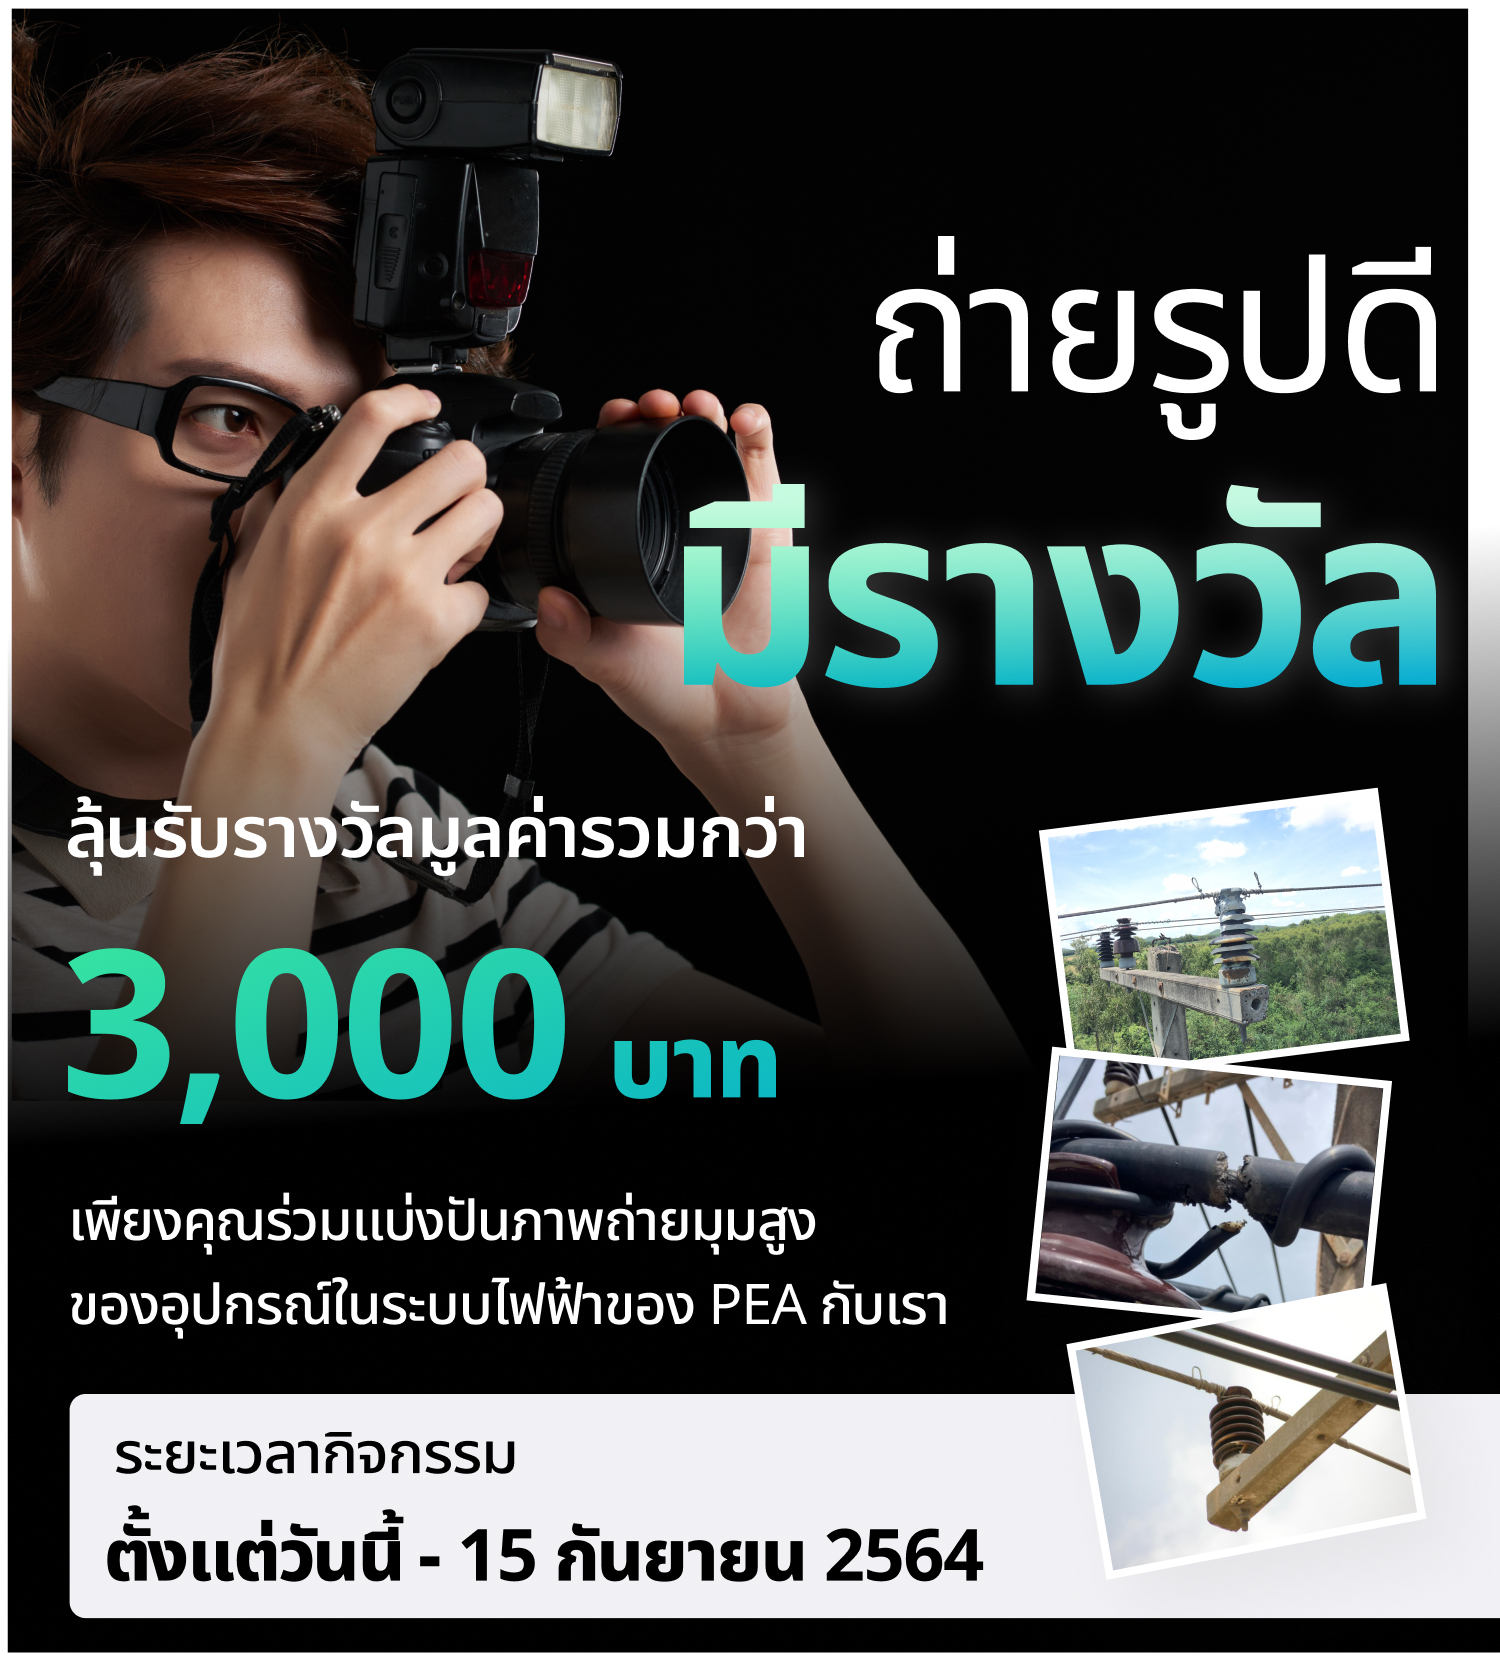 ถ่ายรูปดี
มีรางวัล
ลุ้นรับรางวัลมูลค่ารวมกว่า
3,000 บาท
เพียงคุณร่วมแบ่งปันภาพถ่ายมุมสูง
ของอุปกรณ์ในระบบไฟฟ้าของ PEA กับเรา
ระยะเวลากิจกรรม
ตั้งแต่วันนี้ - 15 กันยายน 2564